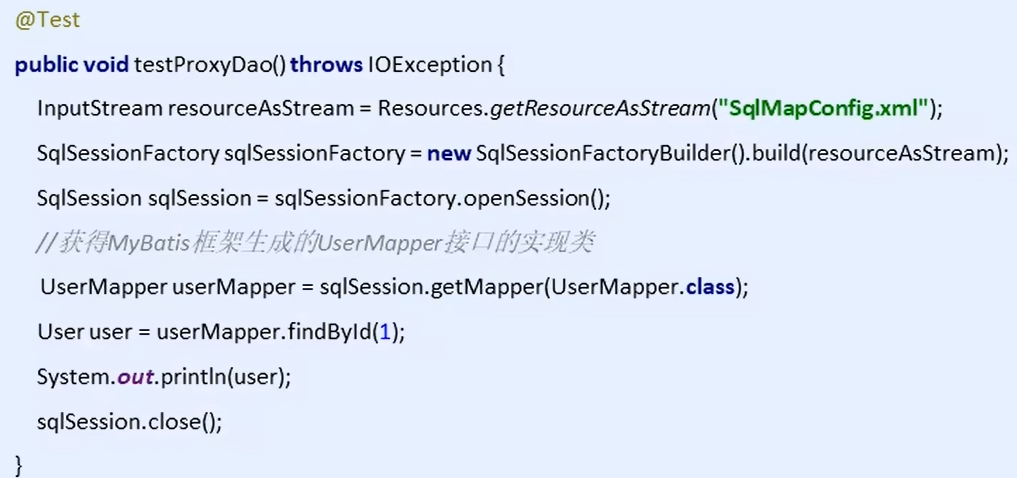 @Test
public void testProxyDao() throws IOException {
InputStream resourceAsStream = Resources.getResourceAsStream("SqlMapConfig.xml");
SqlSessionFactory sqlSessionFactory = new SqlSessionFactoryBuilder().build(resourceAsStream);
SqlSession sqlSession = sqlSessionFactory.openSession();
//获得MyBatis框架生成的UserMapper接口的实现类
UserMapper userMapper = sqlSession.getMapper(UserMapper.class);
User user = userMapper.findById(1);
System.out.println(user);
sqlSession.close();
}